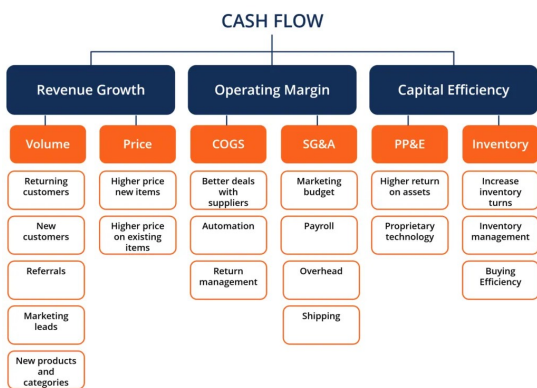 CASH FLOW
Revenue Growth
Operating Margin
Capital Efficiency
Volume
Price
COGS
SG&A
PP&E
Inventory
Returning
customers
New
customers
Referrals
Marketing
leads
New products
and
categories
Higher price
new items
Higher price
on existing
items
Better deals
with
suppliers
Automation
Return
management
Marketing
budget
Payroll
Overhead
Shipping
Higher return
on assets
Proprietary
technology
Increase
inventory
turns
Inventory
management
Buying
Efficiency